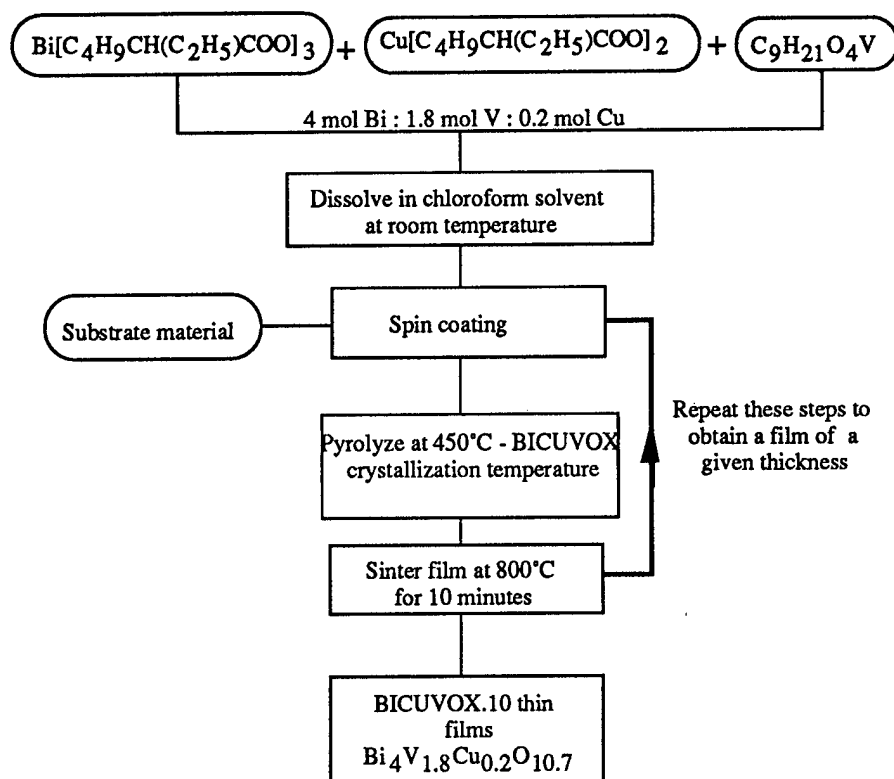 Bi[C₄H₉CH(C₂H₅)COO]₃ + Cu[C₄H₉CH(C₂H₅)COO]₂ + C₉H₂₁O₄V
4 mol Bi : 1.8 mol V : 0.2 mol Cu
Dissolve in chloroform solvent
at room temperature
Substrate material
Spin coating
Repeat these steps to
obtain a film of a
given thickness
Pyrolyze at 450°C - BICUVOX
crystallization temperature
Sinter film at 800°C
for 10 minutes
BICUVOX.10 thin
films
Bi₄V₁.₈Cu₀.₂O₁₀.₇